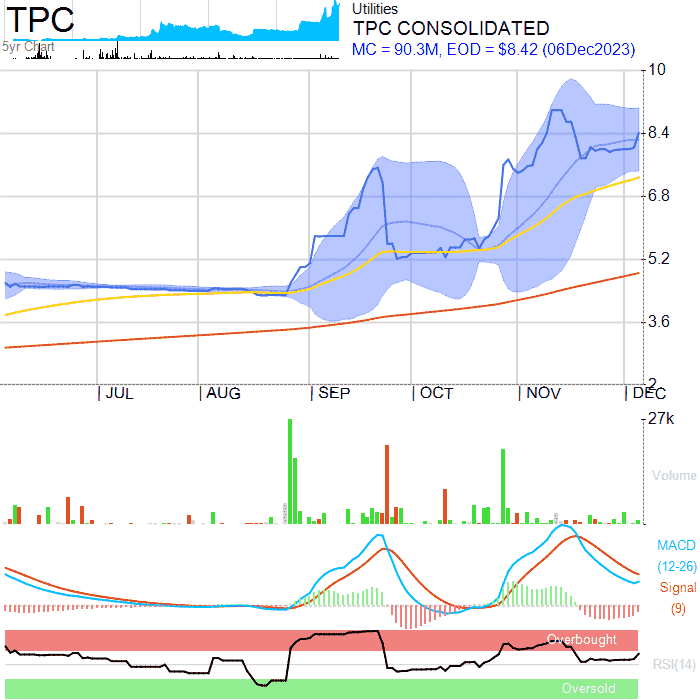 TPC
5yr Chart
Utilities
TPC CONSOLIDATED
MC = 90.3M, EOD = $8.42 (06Dec2023)
10
8.4
6.8
5.2
3.6
2
JUL
AUG
SEP
OCT
NOV
DEC
27k
Volume
MACD
(12-26)
Signal
(9)
Overbought
RSI(14)
Oversold